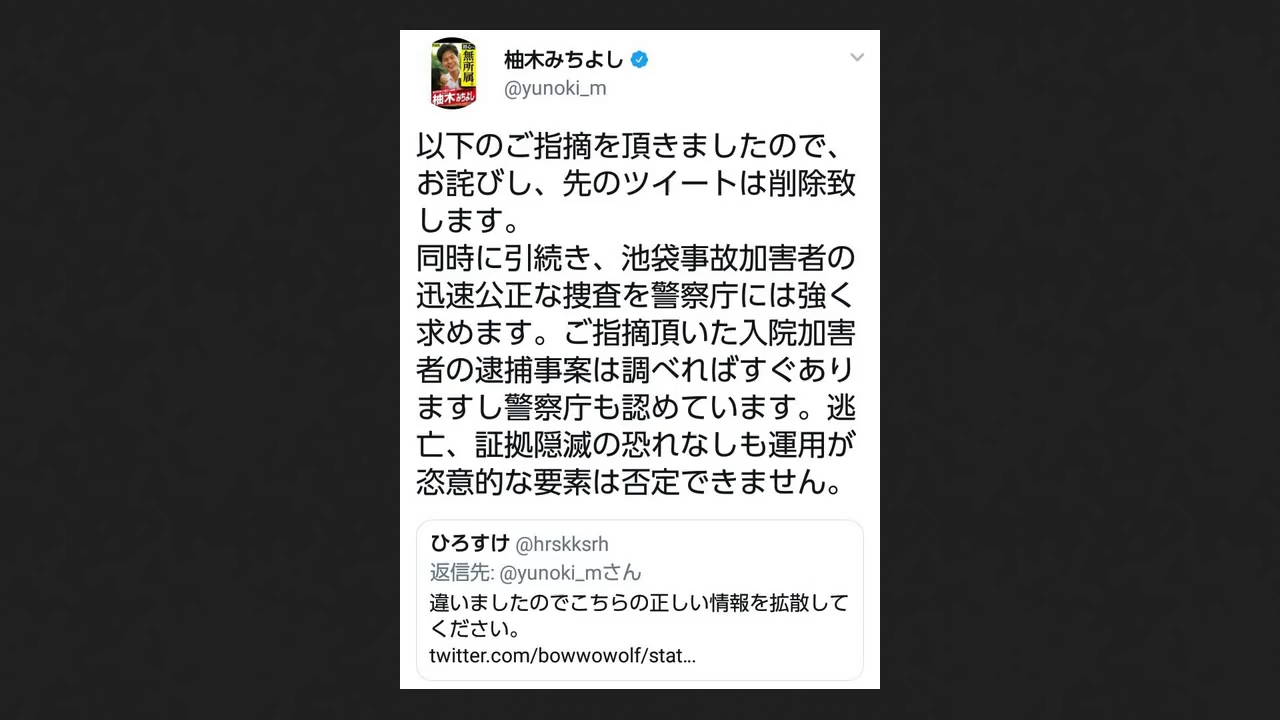 柚木みちよし
@yunoki_m
無所属
柚木みちよし
以下のご指摘を頂きましたので、
お詫びし、先のツイートは削除致
します。
同時に引続き、池袋事故加害者の
迅速公正な捜査を警察庁には強く
求めます。ご指摘頂いた入院加害
者の逮捕事案は調べればすぐあり
ますし警察庁も認めています。逃
亡、証拠隠滅の恐れなしも運用が
恣意的な要素は否定できません。
ひろすけ @hrskksrh
返信先: @yunoki_mさん
違いましたのでこちらの正しい情報を拡散して
ください。
twitter.com/bowwowolf/stat…